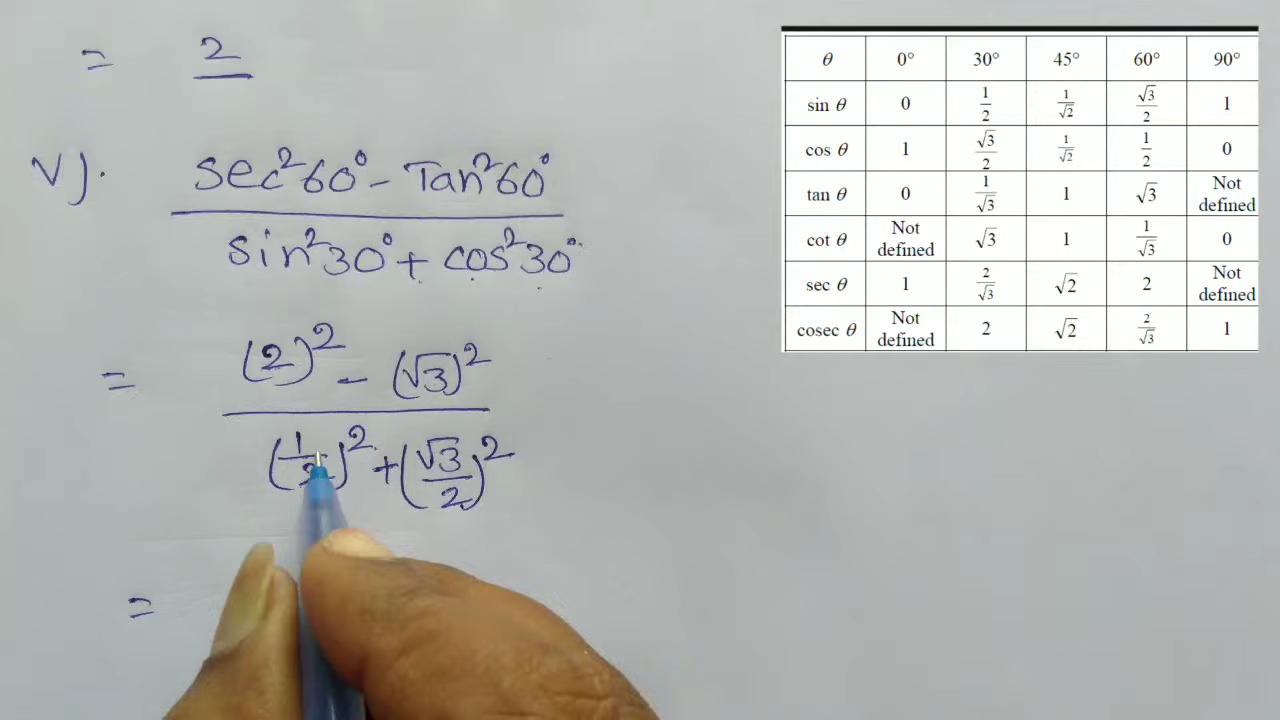 = 2
V). sec²60° - Tan²60°
sin²30° + cos²30°
= (2)² - (√3)²
(1/2)² + (√3/2)²
=
θ 0° 30° 45° 60° 90°
sin θ 0 1/2 1/√2 √3/2 1
cos θ 1 √3/2 1/√2 1/2 0
tan θ 0 1/√3 1 √3 Not defined
cot θ Not defined √3 1 1/√3 0
sec θ 1 2/√3 √2 2 Not defined
cosec θ Not defined 2 √2 2/√3 1